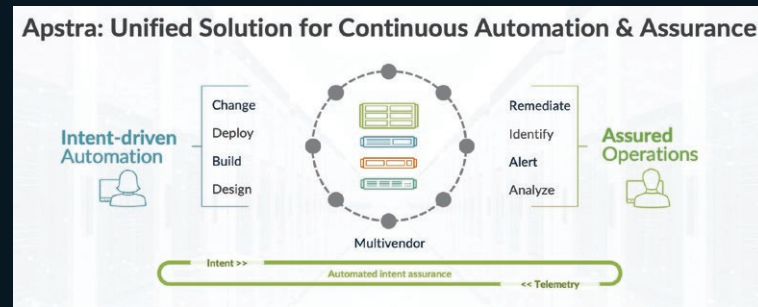 Apstra: Unified Solution for Continuous Automation & Assurance
Intent-driven
Automation
Change
Deploy
Build
Design
Multivendor
Remediate
Identify
Alert
Analyze
Assured
Operations
Intent >>
Automated intent assurance
<< Telemetry